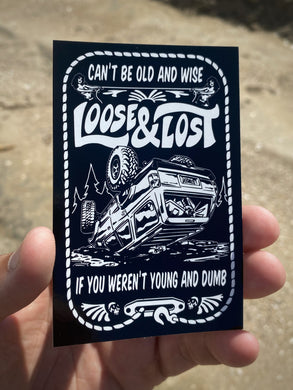 CAN'T BE OLD AND WISE
LOOSE & LOST
IF YOU WEREN'T YOUNG AND DUMB